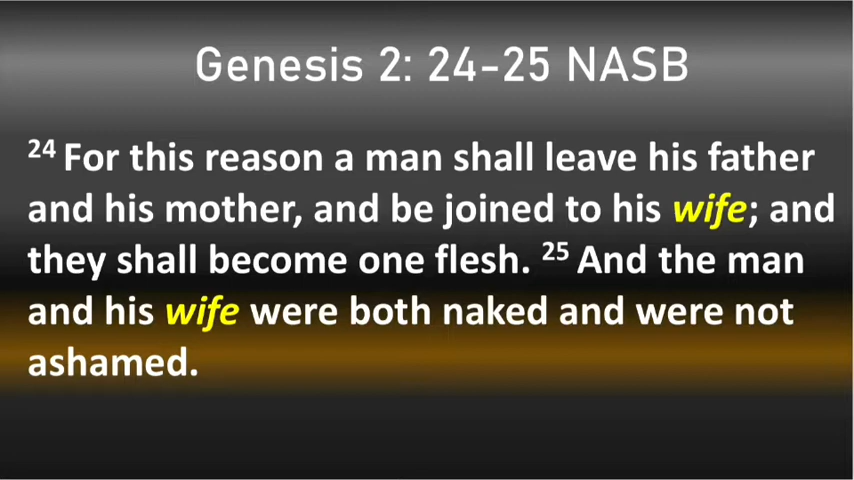 Genesis 2: 24-25 NASB
24 For this reason a man shall leave his father
and his mother, and be joined to his wife; and
they shall become one flesh. 25 And the man
and his wife were both naked and were not
ashamed.